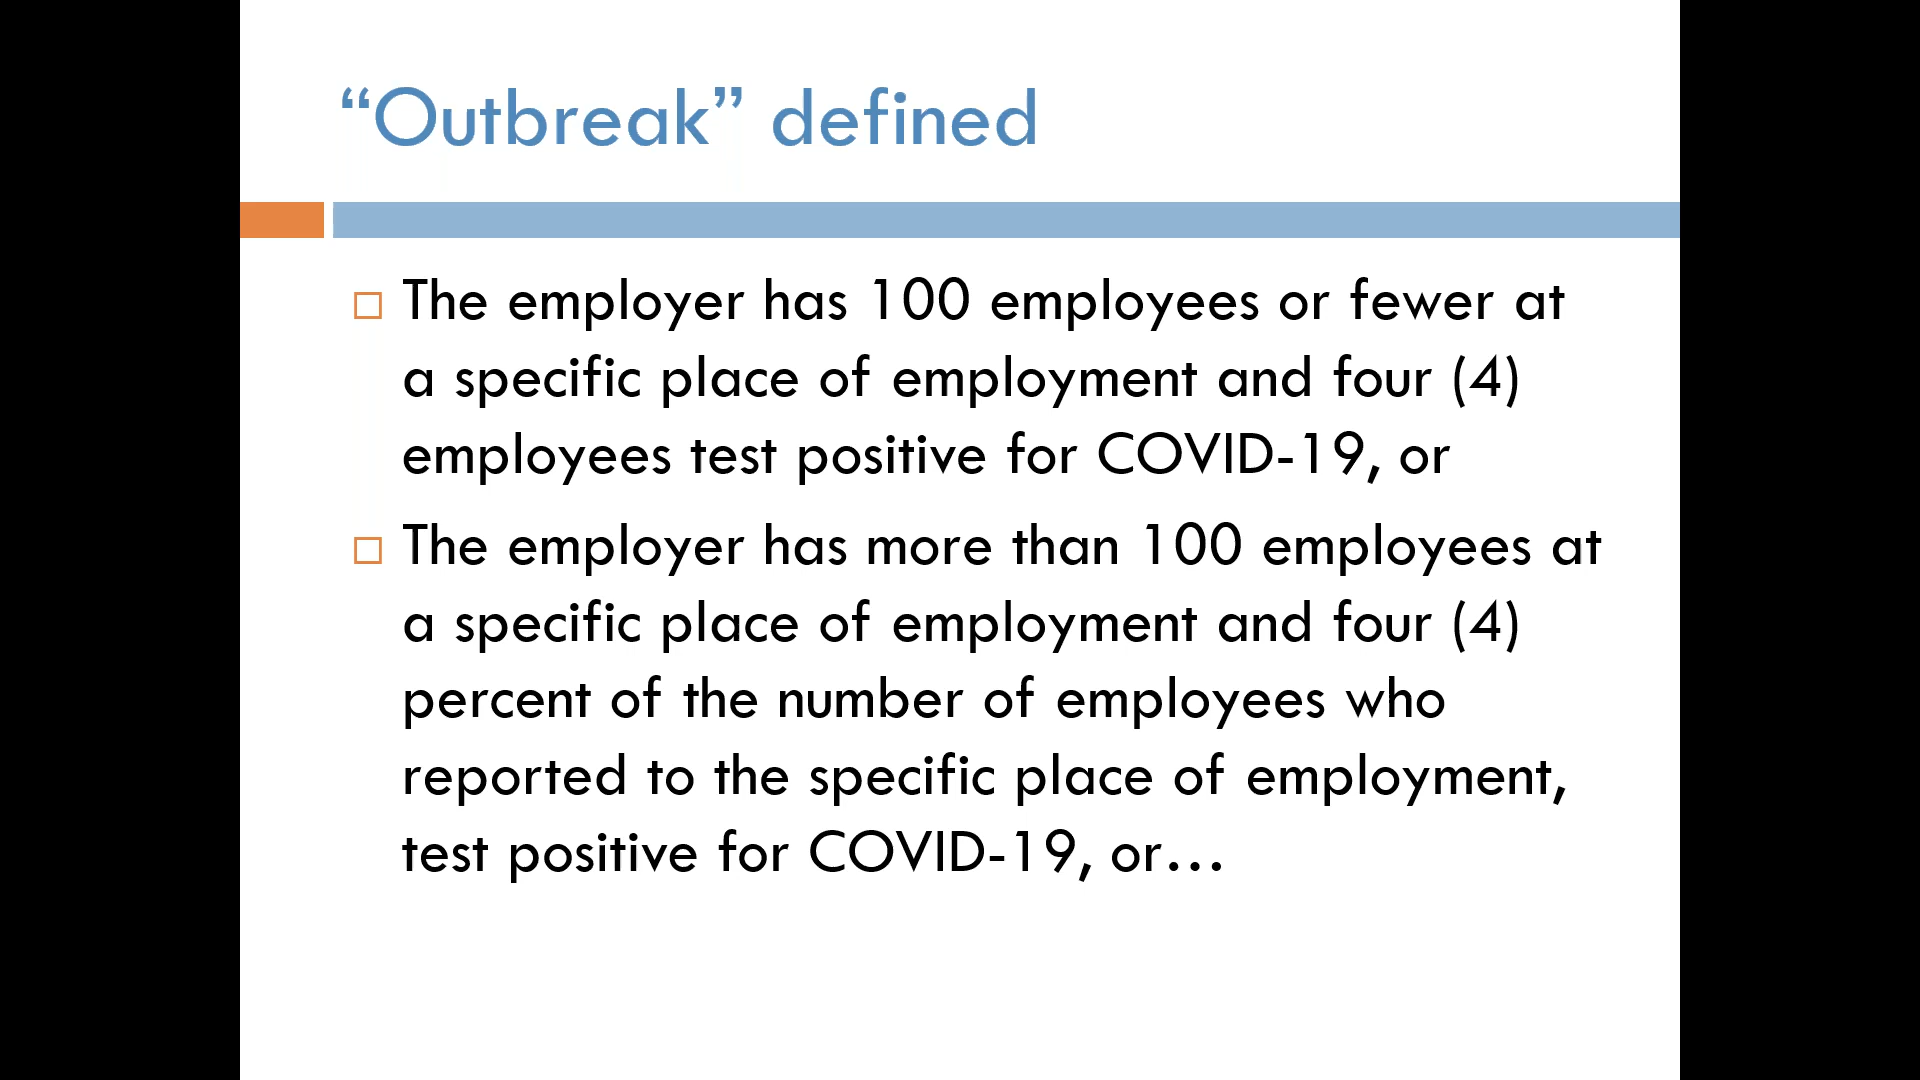 “Outbreak” defined
The employer has 100 employees or fewer at
a specific place of employment and four (4)
employees test positive for COVID-19, or
The employer has more than 100 employees at
a specific place of employment and four (4)
percent of the number of employees who
reported to the specific place of employment,
test positive for COVID-19, or…